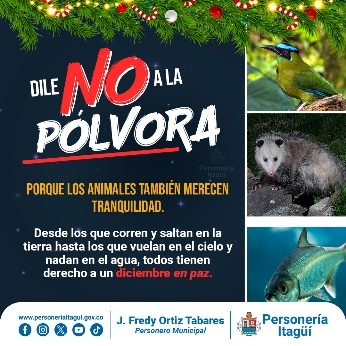 DILE NO A LA
PÓLVORA
PORQUE LOS ANIMALES TAMBIÉN MERECEN
TRANQUILIDAD.
Desde los que corren y saltan en la
tierra hasta los que vuelan en el cielo y
nadan en el agua, todos tienen
derecho a un diciembre en paz.
Personería
Itagüí
www.personeriaitagui.gov.co
J. Fredy Ortiz Tabares
Personero Municipal
Personería
Itagüí